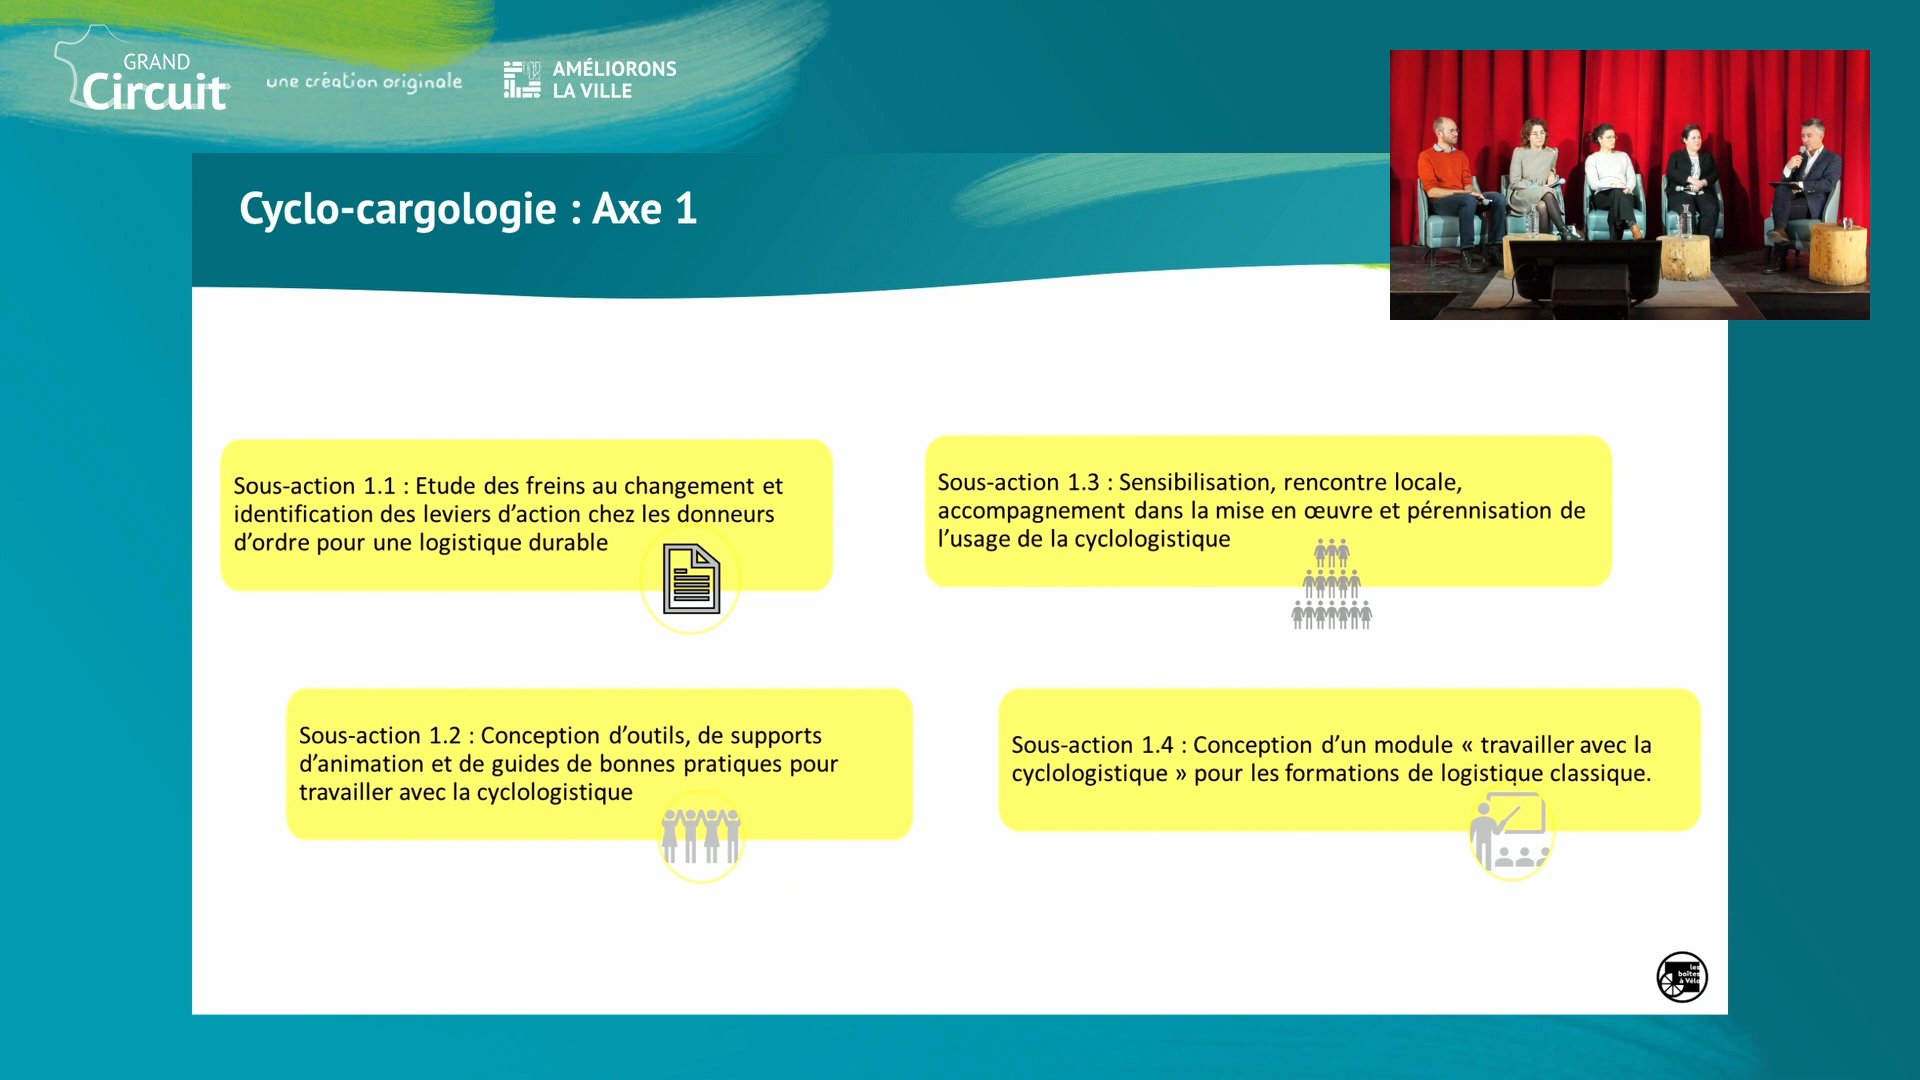 GRAND
Circuit
une création originale
AMÉLIORONS
LA VILLE
Cyclo-cargologie : Axe 1
Sous-action 1.1 : Etude des freins au changement et
identification des leviers d’action chez les donneurs
d’ordre pour une logistique durable
Sous-action 1.3 : Sensibilisation, rencontre locale,
accompagnement dans la mise en œuvre et pérennisation de
l’usage de la cyclologistique
Sous-action 1.2 : Conception d’outils, de supports
d’animation et de guides de bonnes pratiques pour
travailler avec la cyclologistique
Sous-action 1.4 : Conception d’un module « travailler avec la
cyclologistique » pour les formations de logistique classique.
les
boîtes
à Vélo